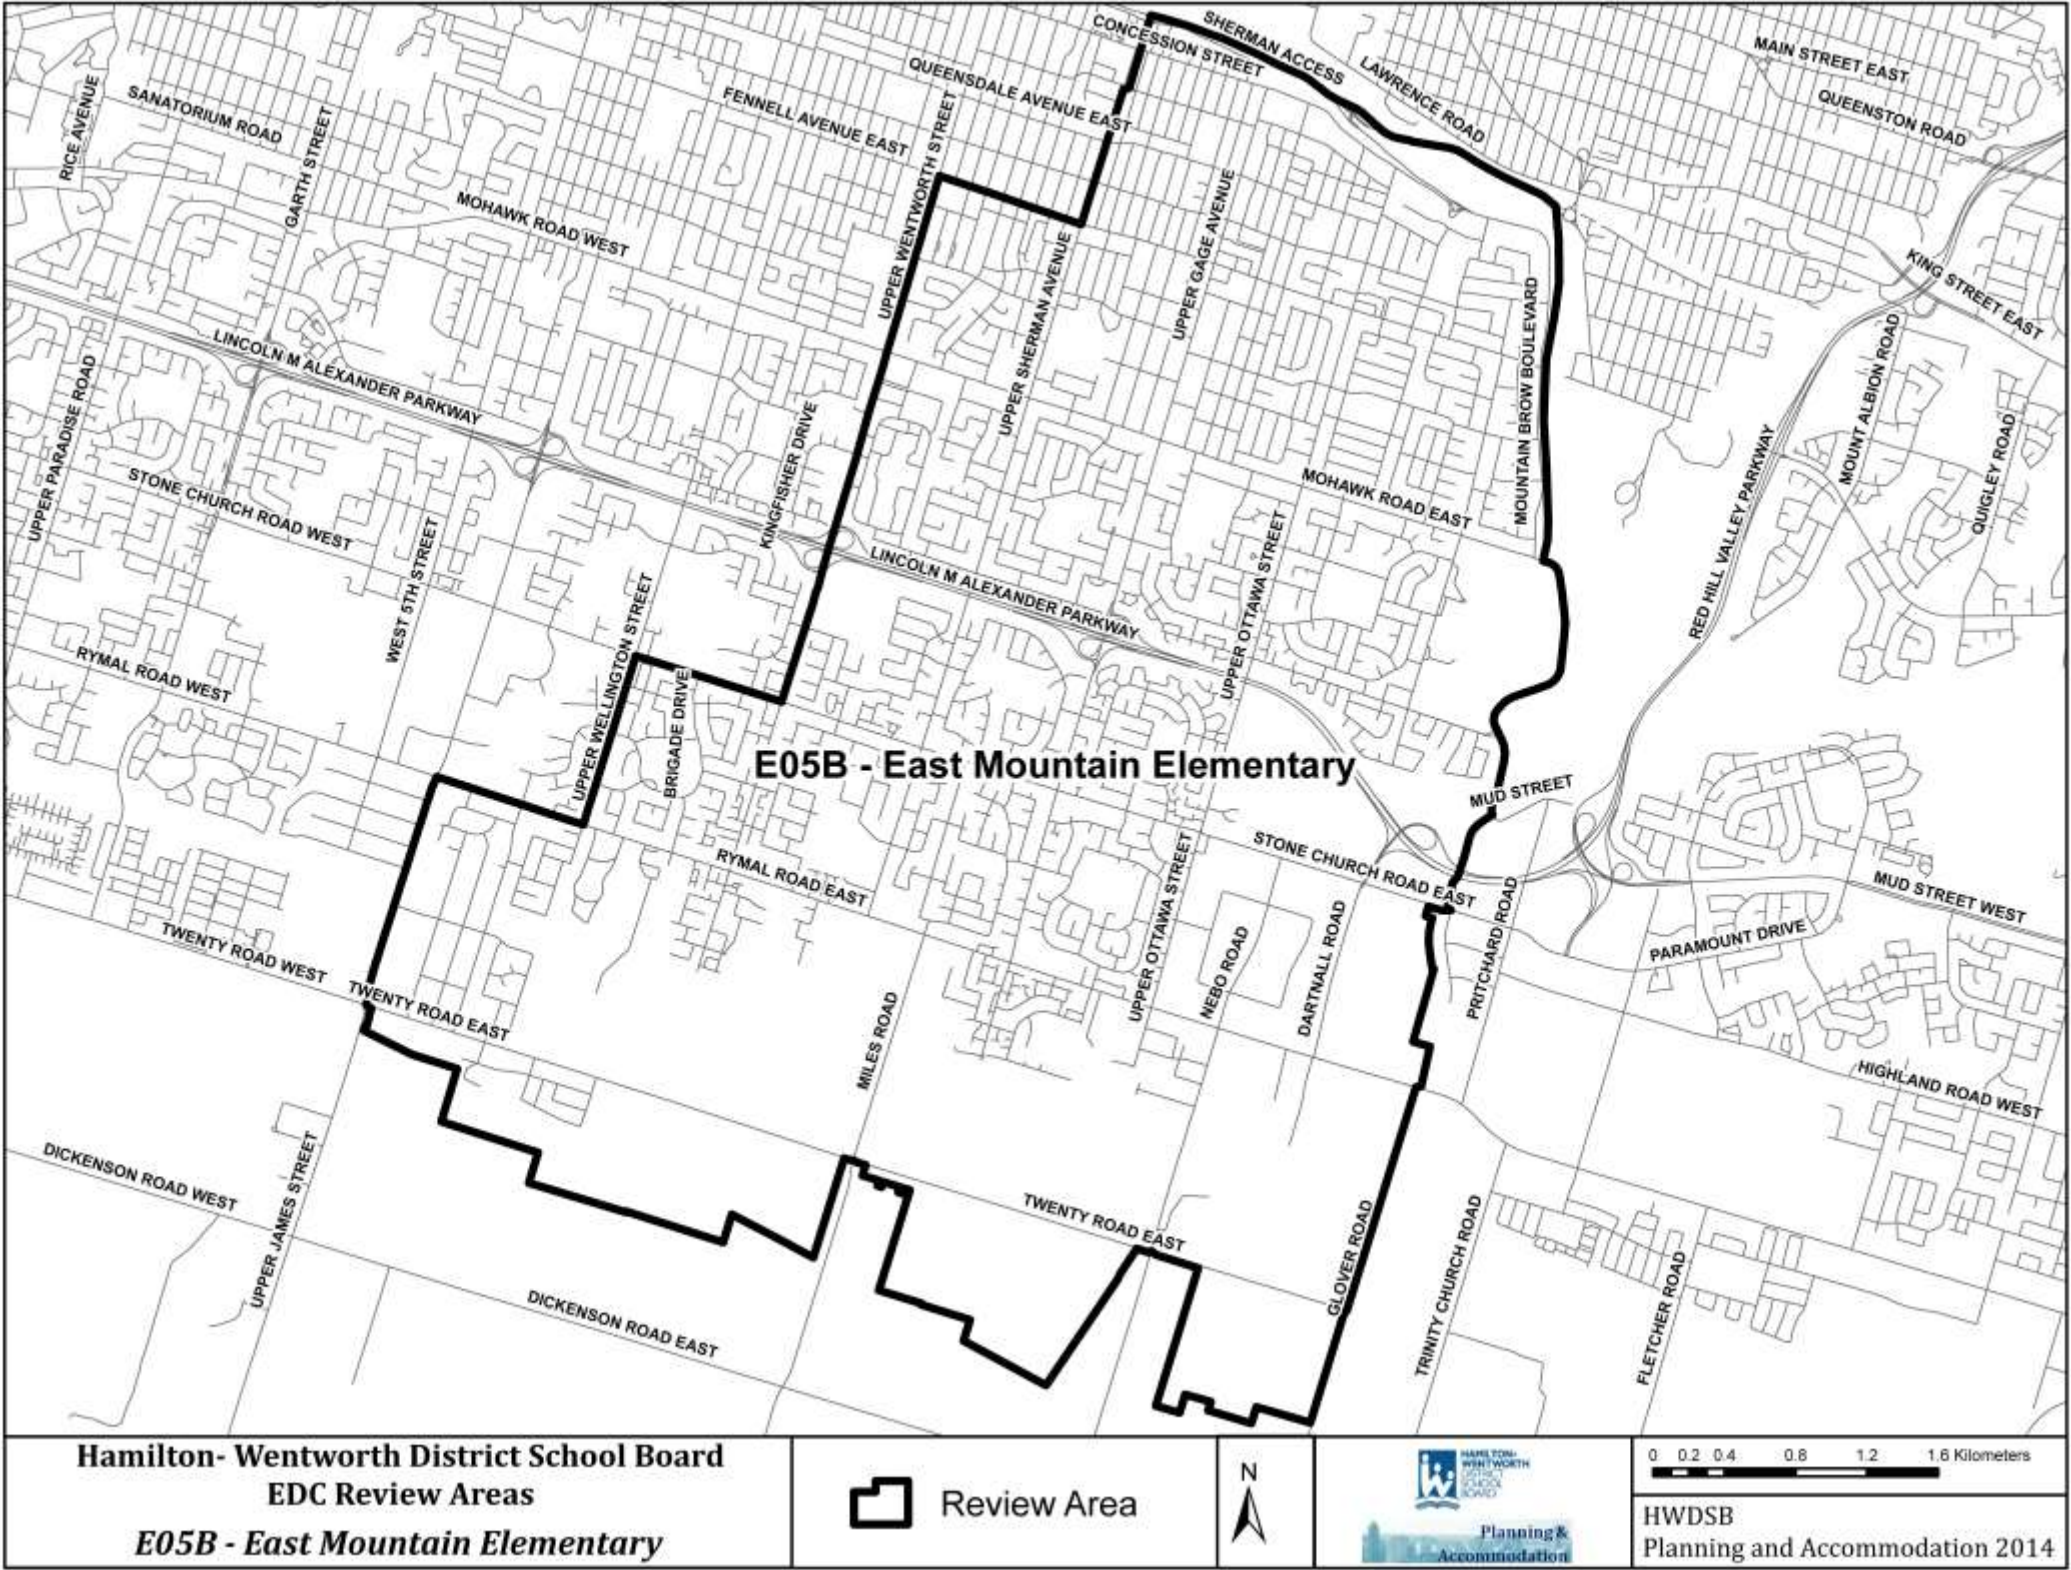 CONCESSION STREET
SHERMAN ACCESS
LAWRENCE ROAD
MAIN STREET EAST
QUEENSTON ROAD
QUEENSDALE AVENUE EAST
FENNELL AVENUE EAST
SANATORIUM ROAD
RICE AVENUE
GARTH STREET
MOHAWK ROAD WEST
UPPER WENTWORTH STREET
UPPER SHERMAN AVENUE
UPPER GAGE AVENUE
MOUNTAIN BROW BOULEVARD
KING STREET EAST
MOUNT ALBION ROAD
QUIGLEY ROAD
RED HILL VALLEY PARKWAY
LINCOLN M ALEXANDER PARKWAY
UPPER PARADISE ROAD
STONE CHURCH ROAD WEST
WEST 5TH STREET
KINGFISHER DRIVE
MOHAWK ROAD EAST
LINCOLN M ALEXANDER PARKWAY
UPPER OTTAWA STREET
UPPER WELLINGTON STREET
BRIGADE DRIVE
RYMAL ROAD WEST
E05B - East Mountain Elementary
MUD STREET
STONE CHURCH ROAD EAST
RYMAL ROAD EAST
UPPER OTTAWA STREET
NEBO ROAD
DARTNALL ROAD
PRITCHARD ROAD
PARAMOUNT DRIVE
MUD STREET WEST
TWENTY ROAD WEST
TWENTY ROAD EAST
MILES ROAD
HIGHLAND ROAD WEST
DICKENSON ROAD WEST
UPPER JAMES STREET
DICKENSON ROAD EAST
TWENTY ROAD EAST
GLOVER ROAD
TRINITY CHURCH ROAD
FLETCHER ROAD
Hamilton- Wentworth District School Board
EDC Review Areas
E05B - East Mountain Elementary
Review Area
N
HAMILTON-
WENTWORTH
DISTRICT
SCHOOL
BOARD
Planning &
Accommodation
0 0.2 0.4 0.8 1.2 1.6 Kilometers
HWDSB
Planning and Accommodation 2014